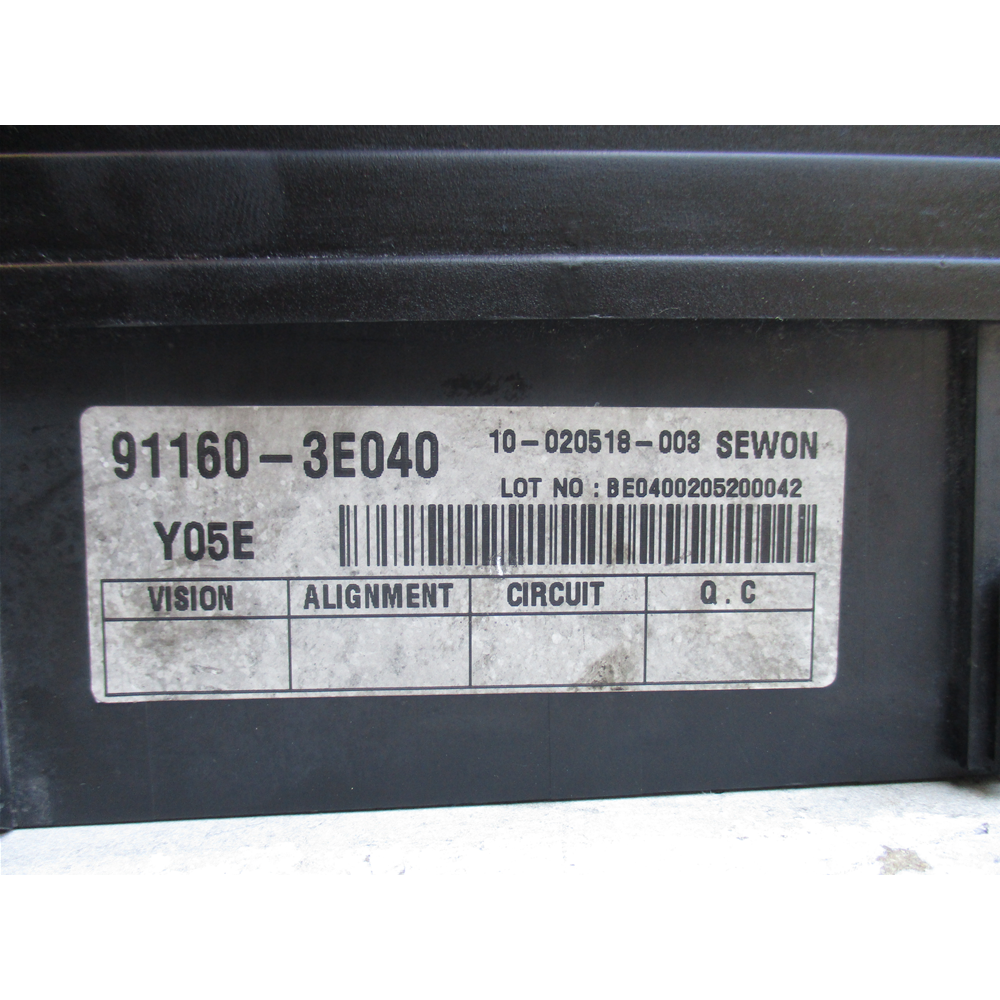 91160-3E040 10-020518-003 SEWON
LOT NO : BE0400205200042
Y05E
VISION ALIGNMENT CIRCUIT Q.C